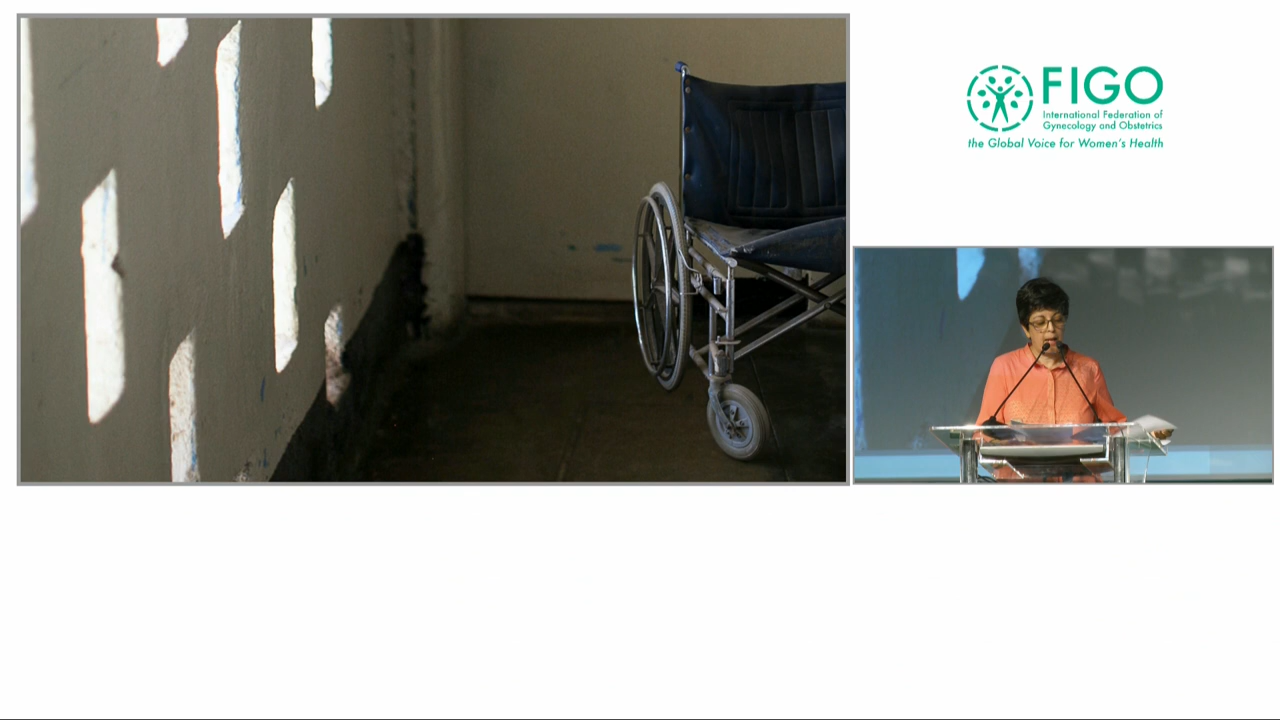 FIGO
International Federation of
Gynecology and Obstetrics
the Global Voice for Women's Health